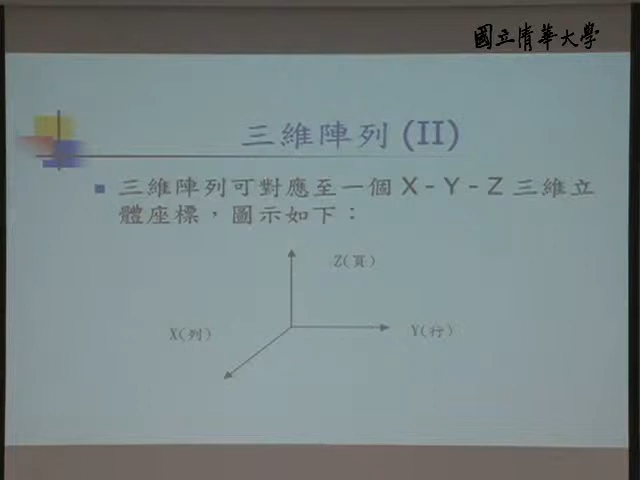 國立清華大學
三維陣列 (II)
三維陣列可對應至一個 X - Y - Z 三維立
體座標，圖示如下：
Z(頁)
X(列)
Y(行)